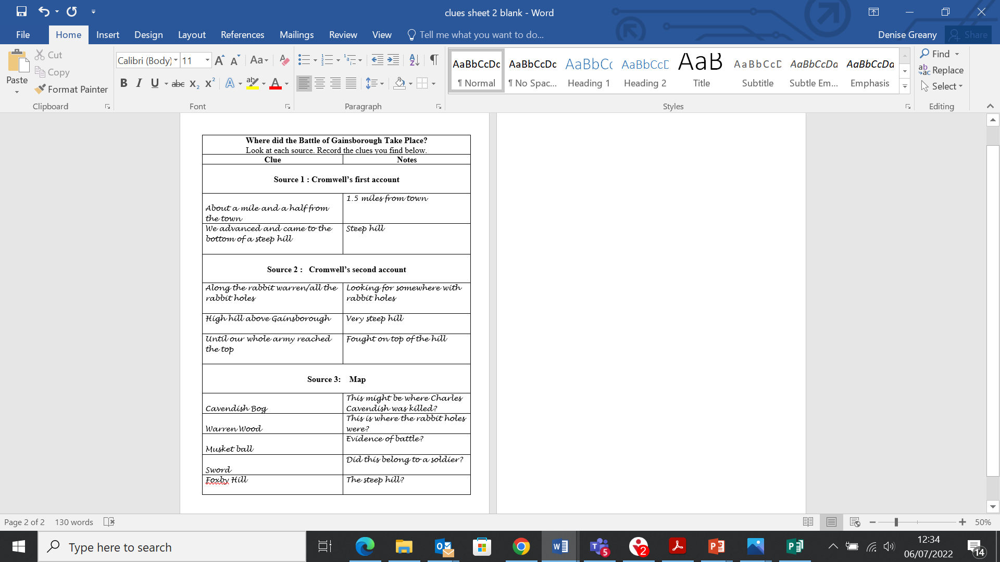 clues sheet 2 blank - Word
File Home Insert Design Layout References Mailings Review View Tell me what you want to do... Denise Greany Share
Paste
Cut
Copy
Format Painter
Clipboard
Calibri (Body) 11
Font
Paragraph
AaBbCcDc AaBbCcDc AaBbCc AaBbCcD AaB AaBbCcD AaBbCcDa AaBbCcDa
¶ Normal ¶ No Spac... Heading 1 Heading 2 Title Subtitle Subtle Em... Emphasis
Styles
Find
Replace
Select
Editing
Where did the Battle of Gainsborough Take Place?
Look at each source. Record the clues you find below.
Clue Notes
Source 1 : Cromwell's first account
About a mile and a half from
the town
1.5 miles from town
We advanced and came to the
bottom of a steep hill
Steep hill
Source 2 : Cromwell's second account
Along the rabbit warren/all the
rabbit holes
Looking for somewhere with
rabbit holes
High hill above Gainsborough
Very steep hill
Until our whole army reached
the top
Fought on top of the hill
Source 3: Map
Cavendish Bog
This might be where Charles
Cavendish was killed?
Warren Wood
This is where the rabbit holes
were?
Musket ball
Evidence of battle?
Sword
Did this belong to a soldier?
Foxby Hill
The steep hill?
Page 2 of 2 130 words 50%
Type here to search
5
2
12:34
06/07/2022
14